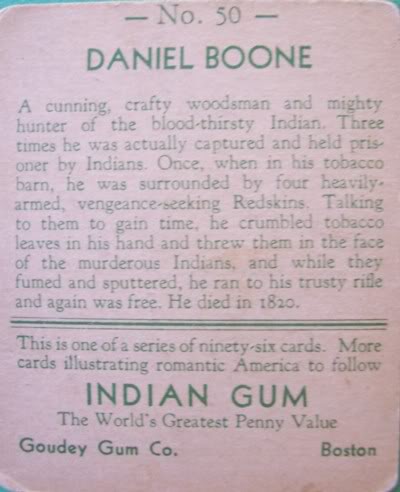 — No. 50 —
DANIEL BOONE
A cunning, crafty woodsman and mighty
hunter of the blood-thirsty Indian. Three
times he was actually captured and held pris-
oner by Indians. Once, when in his tobacco
barn, he was surrounded by four heavily-
armed, vengeance-seeking Redskins. Talking
to them to gain time, he crumbled tobacco
leaves in his hand and threw them in the face
of the murderous Indians, and while they
fumed and sputtered, he ran to his trusty rifle
and again was free. He died in 1820.
This is one of a series of ninety-six cards. More
cards illustrating romantic America to follow
INDIAN GUM
The World's Greatest Penny Value
Goudey Gum Co. Boston